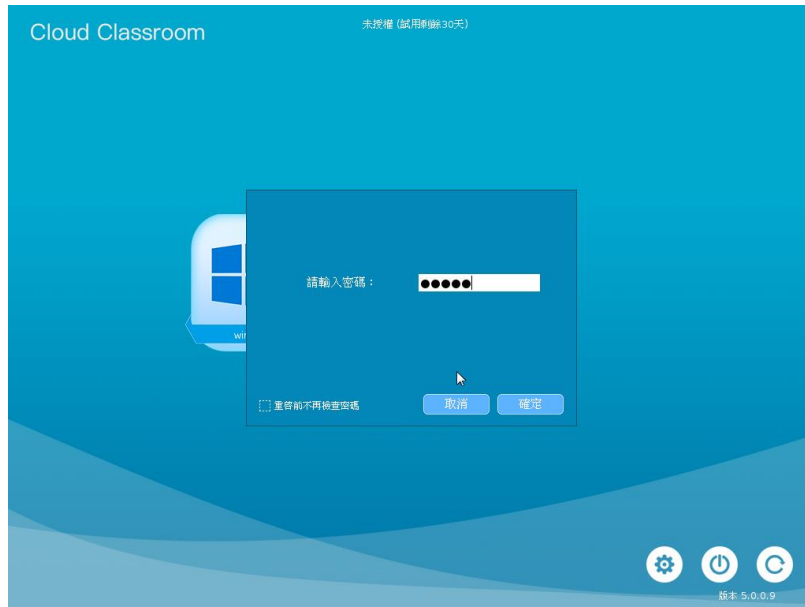 Cloud Classroom
未授權 (試用剩餘30天)
請輸入密碼：
win
重啓前不再檢查密碼
取消
確定
版本 5.0.0.9